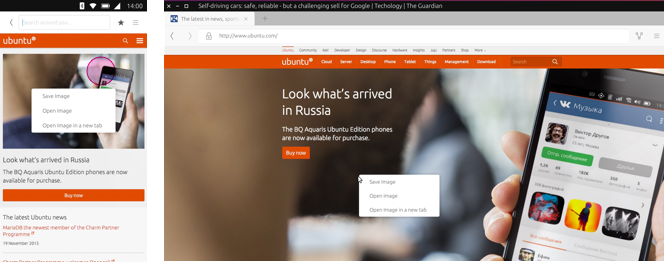 14:00
Search or enter...
ubuntu
Save Image
Open Image
Open Image in a new tab
Look what's arrived in Russia
The BQ Aquaris Ubuntu Edition phones are now
available for purchase.
Buy now
The latest Ubuntu news
MariaDB the newest member of the Charm Partner
Programme
19 November 2015
Self-driving cars: safe, reliable - but a challenging sell for Google | Techology | The Guardian
The latest in news, sport
http://www.ubuntu.com/
Ubuntu Community Ask! Developer Design Discourse Hardware Insights Juju Partners Shop More
ubuntu Cloud Server Desktop Phone Tablet Things Management Download Search
Look what's arrived
in Russia
The BQ Aquaris Ubuntu Edition phones
are now available for purchase.
Buy now
Save Image
Open Image
Open Image in a new tab
Музыка
Виктор Дроров